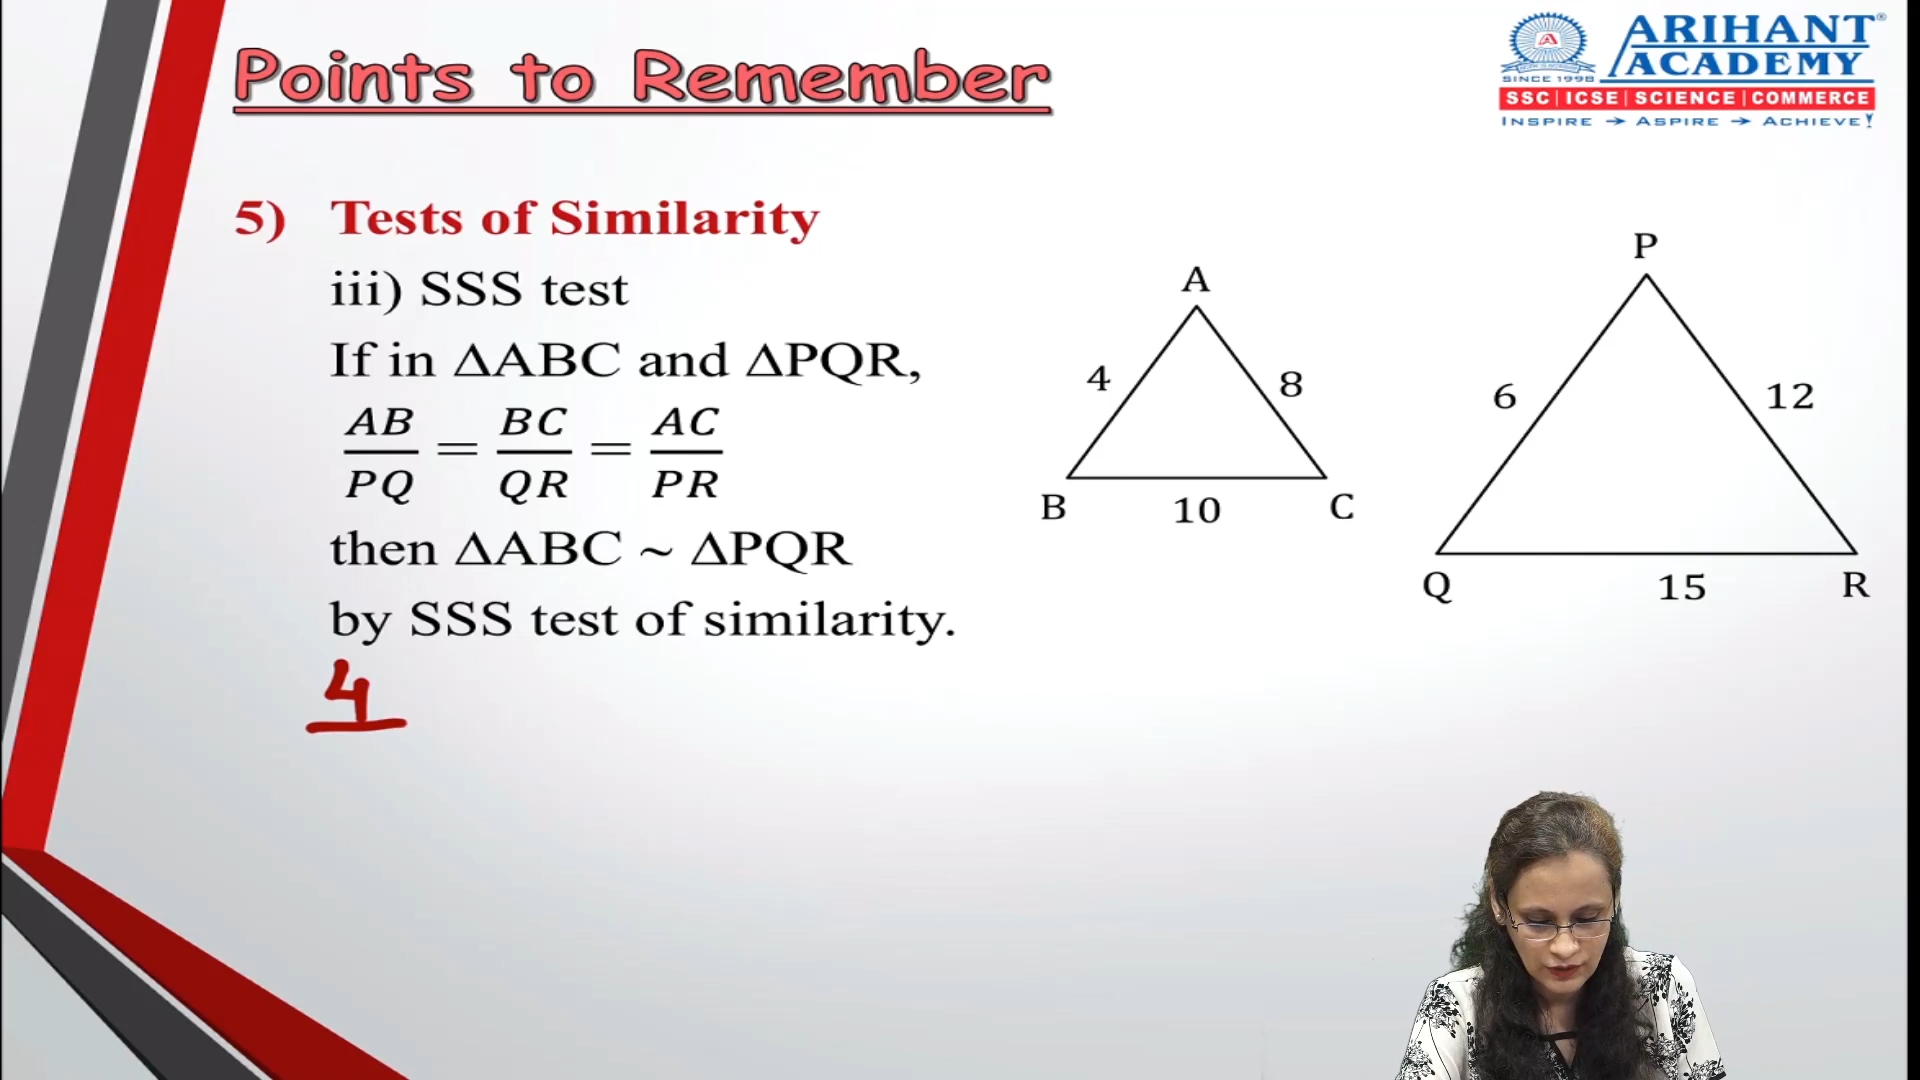 Points to Remember
ARIHANT
ACADEMY
SINCE 1998
SSC | ICSE | SCIENCE | COMMERCE
INSPIRE → ASPIRE → ACHIEVE!
5) Tests of Similarity
iii) SSS test
If in ΔABC and ΔPQR,
AB/PQ = BC/QR = AC/PR
then ΔABC ~ ΔPQR
by SSS test of similarity.
4
A
4
8
B
10
C
P
6
12
Q
15
R